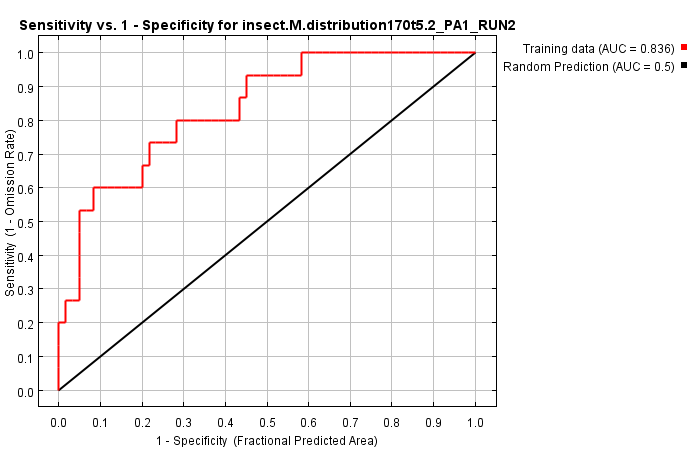 Sensitivity vs. 1 - Specificity for insect.M.distribution170t5.2_PA1_RUN2
Training data (AUC = 0.836)
Random Prediction (AUC = 0.5)
Sensitivity (1 - Omission Rate)
1.0
0.9
0.8
0.7
0.6
0.5
0.4
0.3
0.2
0.1
0.0
0.0 0.1 0.2 0.3 0.4 0.5 0.6 0.7 0.8 0.9 1.0
1 - Specificity (Fractional Predicted Area)